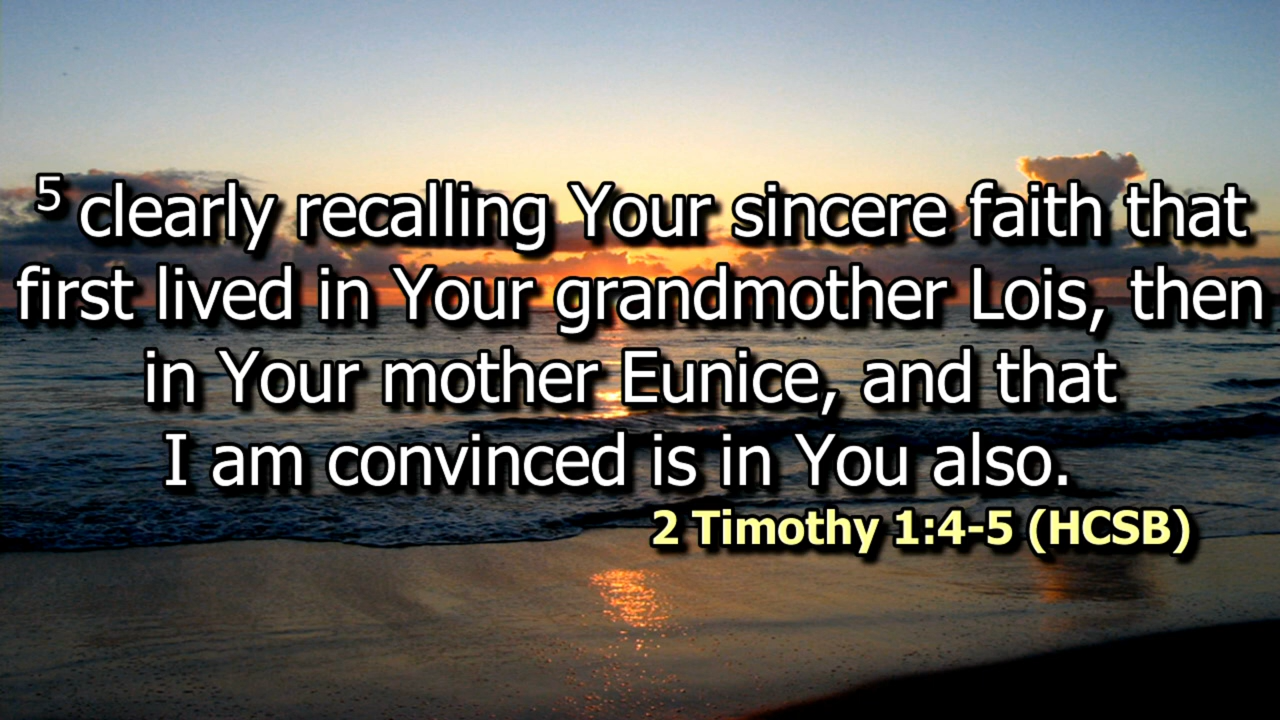 5 clearly recalling Your sincere faith that
first lived in Your grandmother Lois, then
in Your mother Eunice, and that
I am convinced is in You also.
2 Timothy 1:4-5 (HCSB)